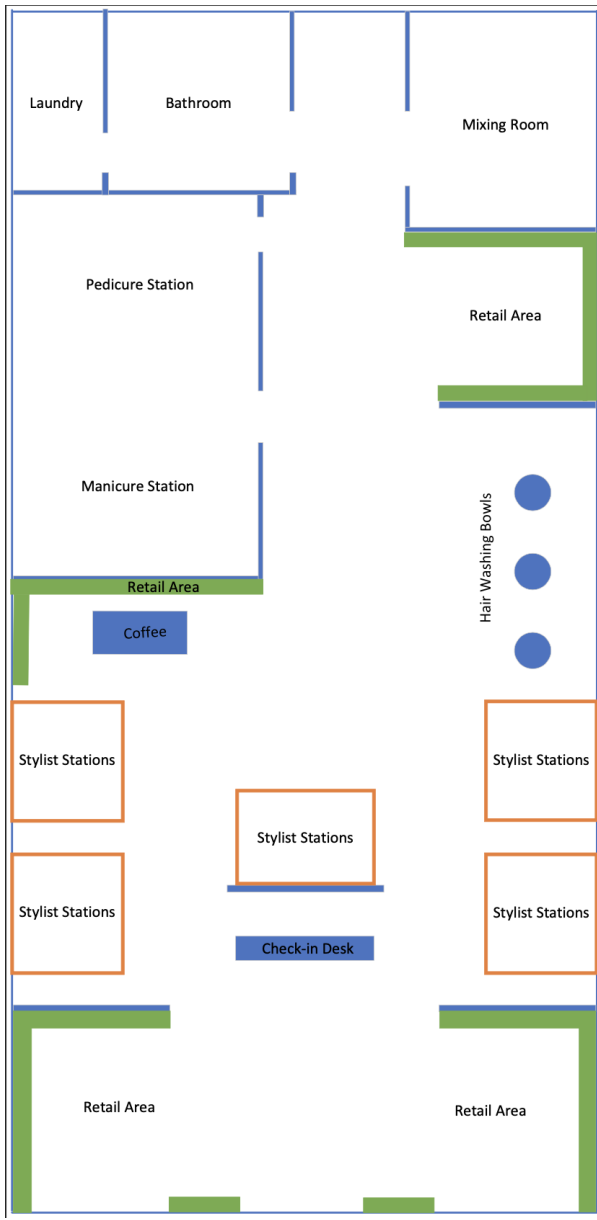 Laundry
Bathroom
Mixing Room
Pedicure Station
Retail Area
Manicure Station
Hair Washing Bowls
Retail Area
Coffee
Stylist Stations
Stylist Stations
Stylist Stations
Stylist Stations
Stylist Stations
Check-in Desk
Retail Area
Retail Area